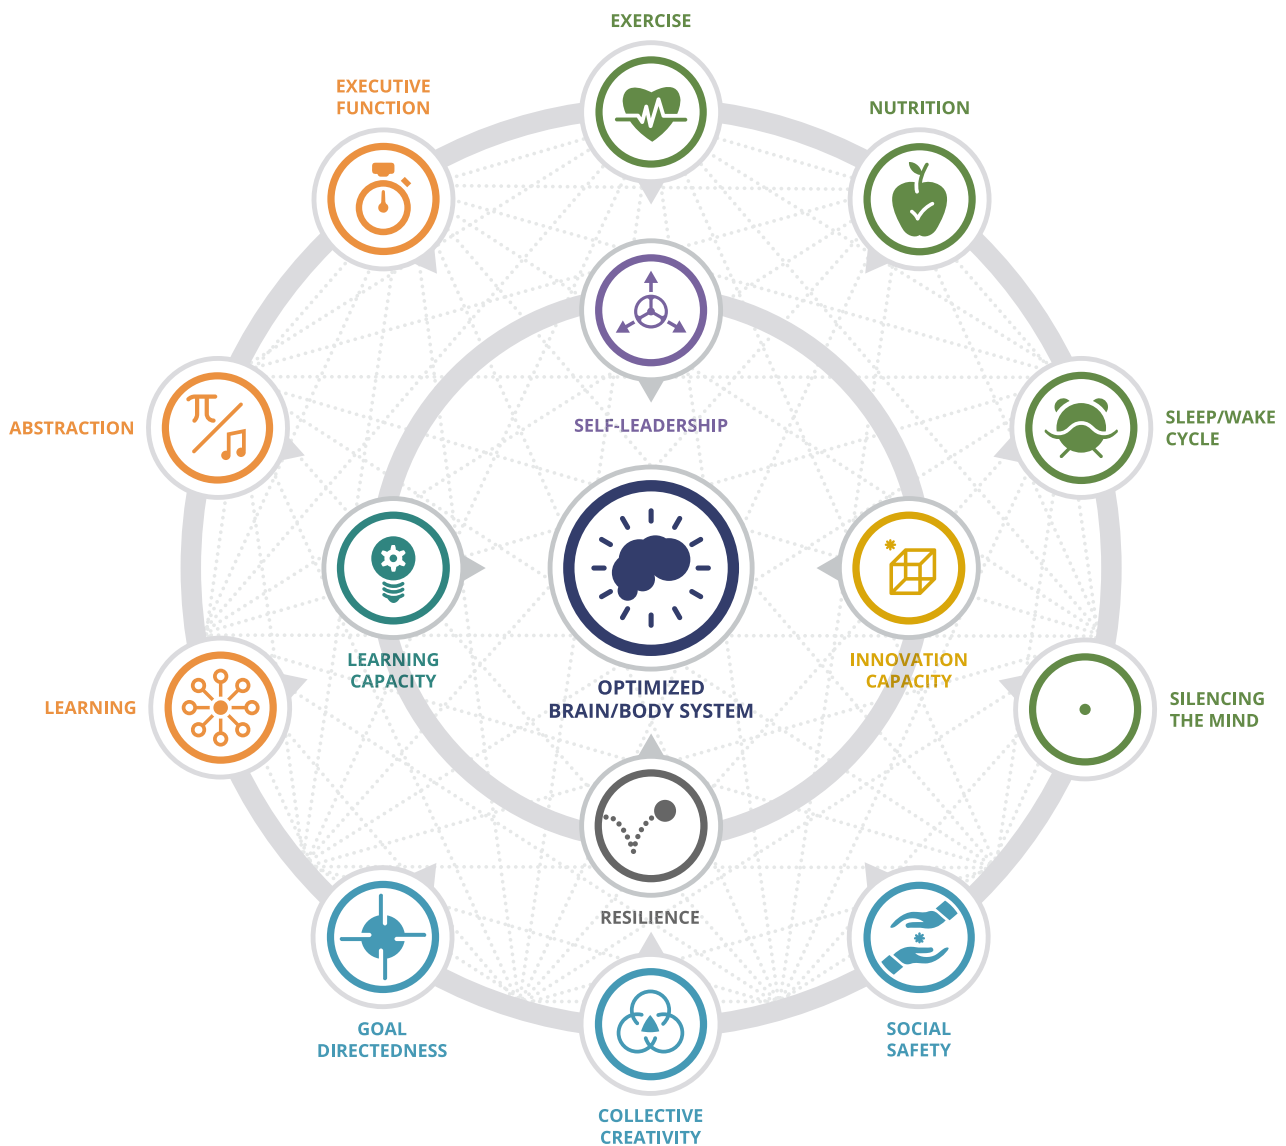 EXERCISE
EXECUTIVE
FUNCTION
NUTRITION
ABSTRACTION
SELF-LEADERSHIP
SLEEP/WAKE
CYCLE
LEARNING
CAPACITY
INNOVATION
CAPACITY
OPTIMIZED
BRAIN/BODY SYSTEM
LEARNING
SILENCING
THE MIND
RESILIENCE
GOAL
DIRECTEDNESS
SOCIAL
SAFETY
COLLECTIVE
CREATIVITY